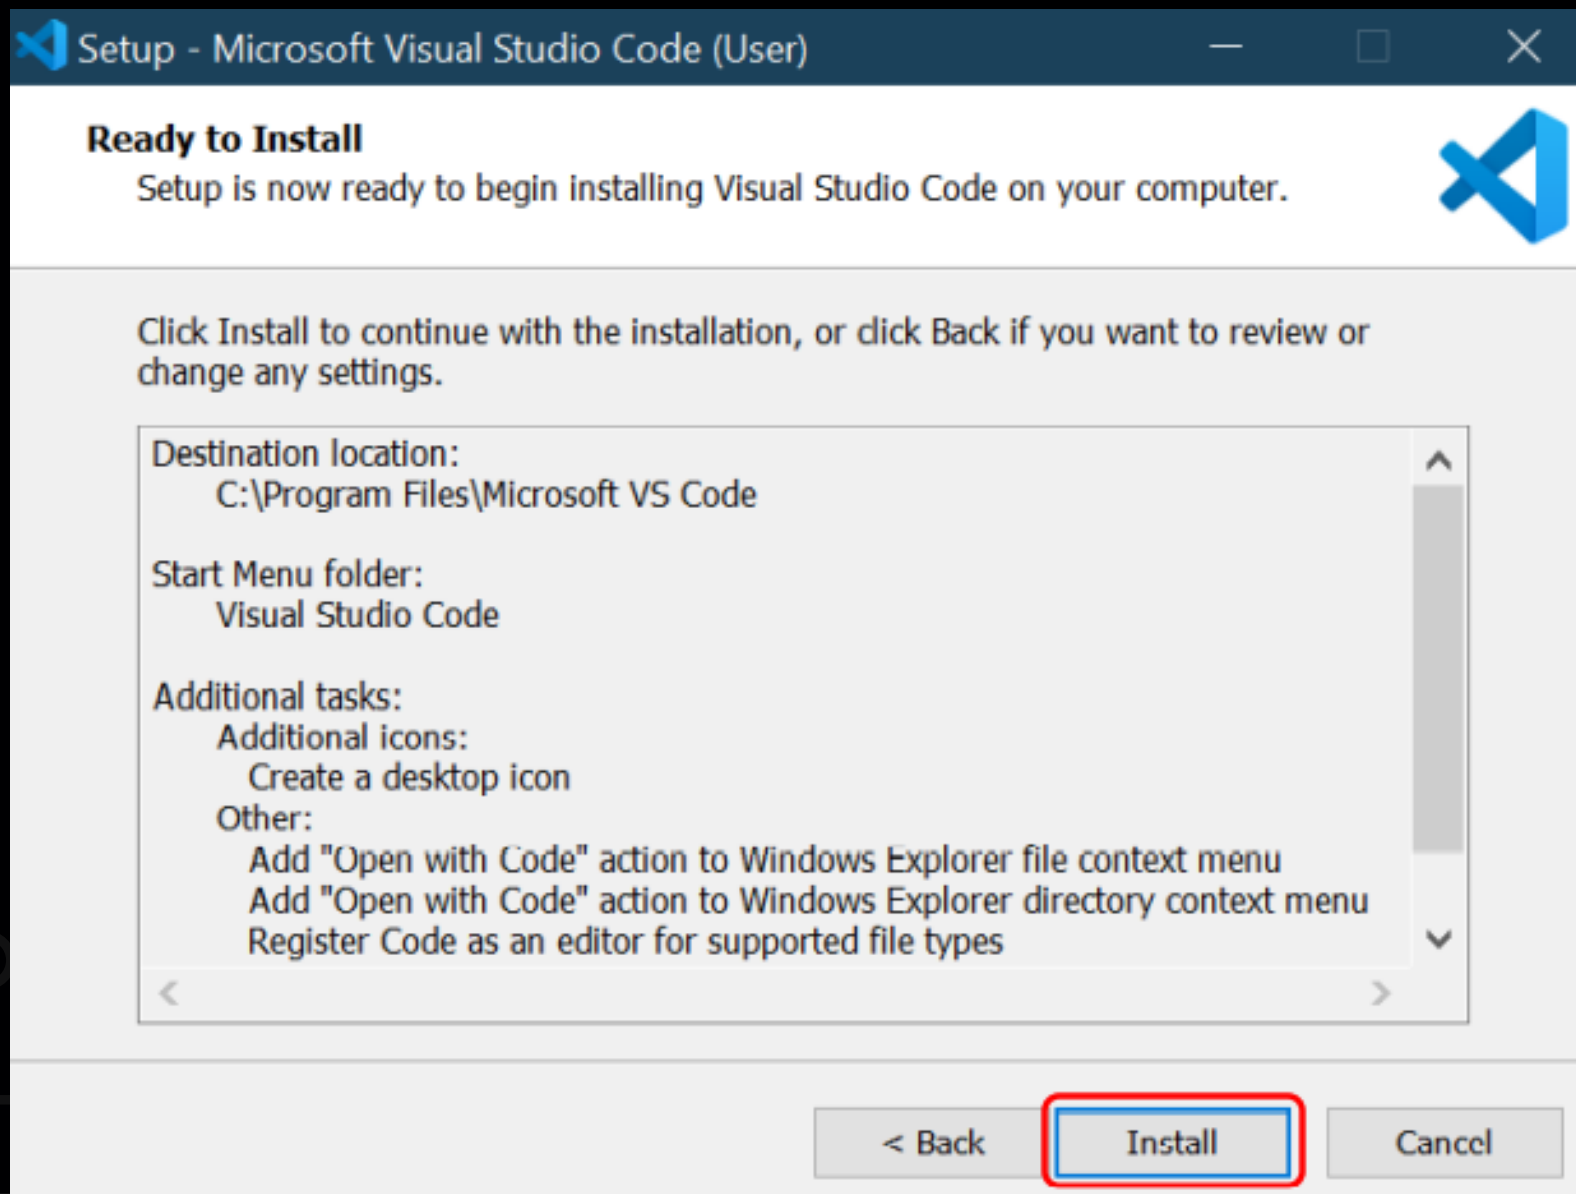 Setup - Microsoft Visual Studio Code (User)
Ready to Install
Setup is now ready to begin installing Visual Studio Code on your computer.
Click Install to continue with the installation, or click Back if you want to review or
change any settings.
Destination location:
C:\Program Files\Microsoft VS Code
Start Menu folder:
Visual Studio Code
Additional tasks:
Additional icons:
Create a desktop icon
Other:
Add "Open with Code" action to Windows Explorer file context menu
Add "Open with Code" action to Windows Explorer directory context menu
Register Code as an editor for supported file types
< Back Install Cancel